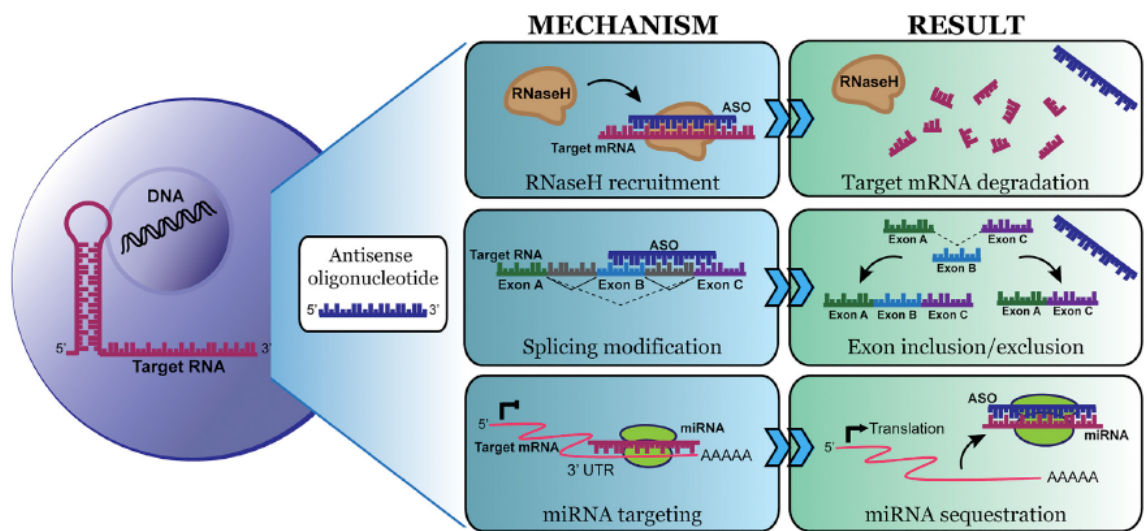 MECHANISM
RESULT
DNA
5'
3'
Target RNA
Antisense
oligonucleotide
5'
3'
RNaseH
ASO
Target mRNA
RNaseH recruitment
RNaseH
Target mRNA degradation
Target RNA
ASO
Exon A
Exon B
Exon C
Splicing modification
Exon A
Exon C
Exon B
Exon A
Exon B
Exon C
Exon A
Exon C
Exon inclusion/exclusion
5'
Target mRNA
miRNA
3' UTR
AAAAA
miRNA targeting
ASO
miRNA
Translation
5'
AAAAA
miRNA sequestration